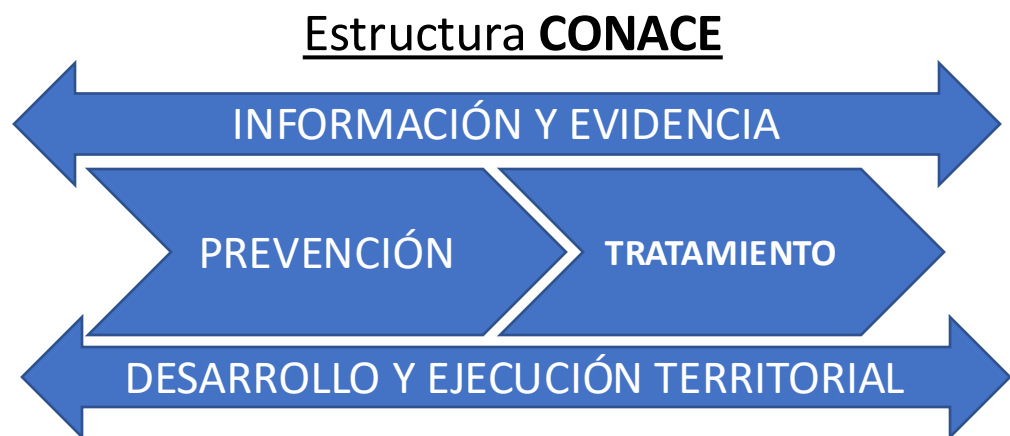 Estructura CONACE
INFORMACIÓN Y EVIDENCIA
PREVENCIÓN
TRATAMIENTO
DESARROLLO Y EJECUCIÓN TERRITORIAL